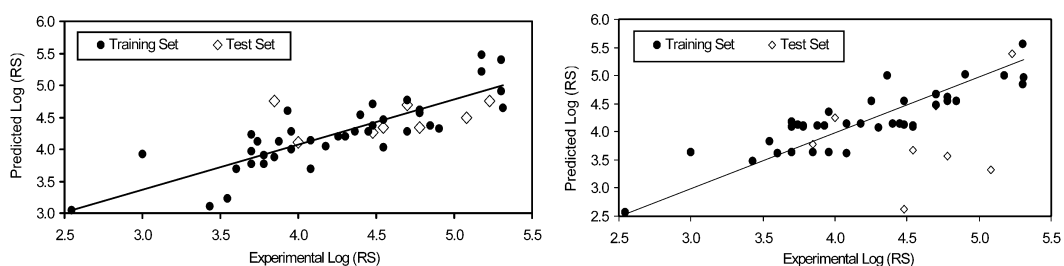 6.0
5.5
5.0
4.5
4.0
3.5
3.0
Predicted Log (RS)
Training Set
Test Set
2.5 3.0 3.5 4.0 4.5 5.0 5.5
Experimental Log (RS)
6.0
5.5
5.0
4.5
4.0
3.5
3.0
2.5
Predicted Log (RS)
Training Set
Test Set
2.5 3.0 3.5 4.0 4.5 5.0 5.5
Experimental Log (RS)